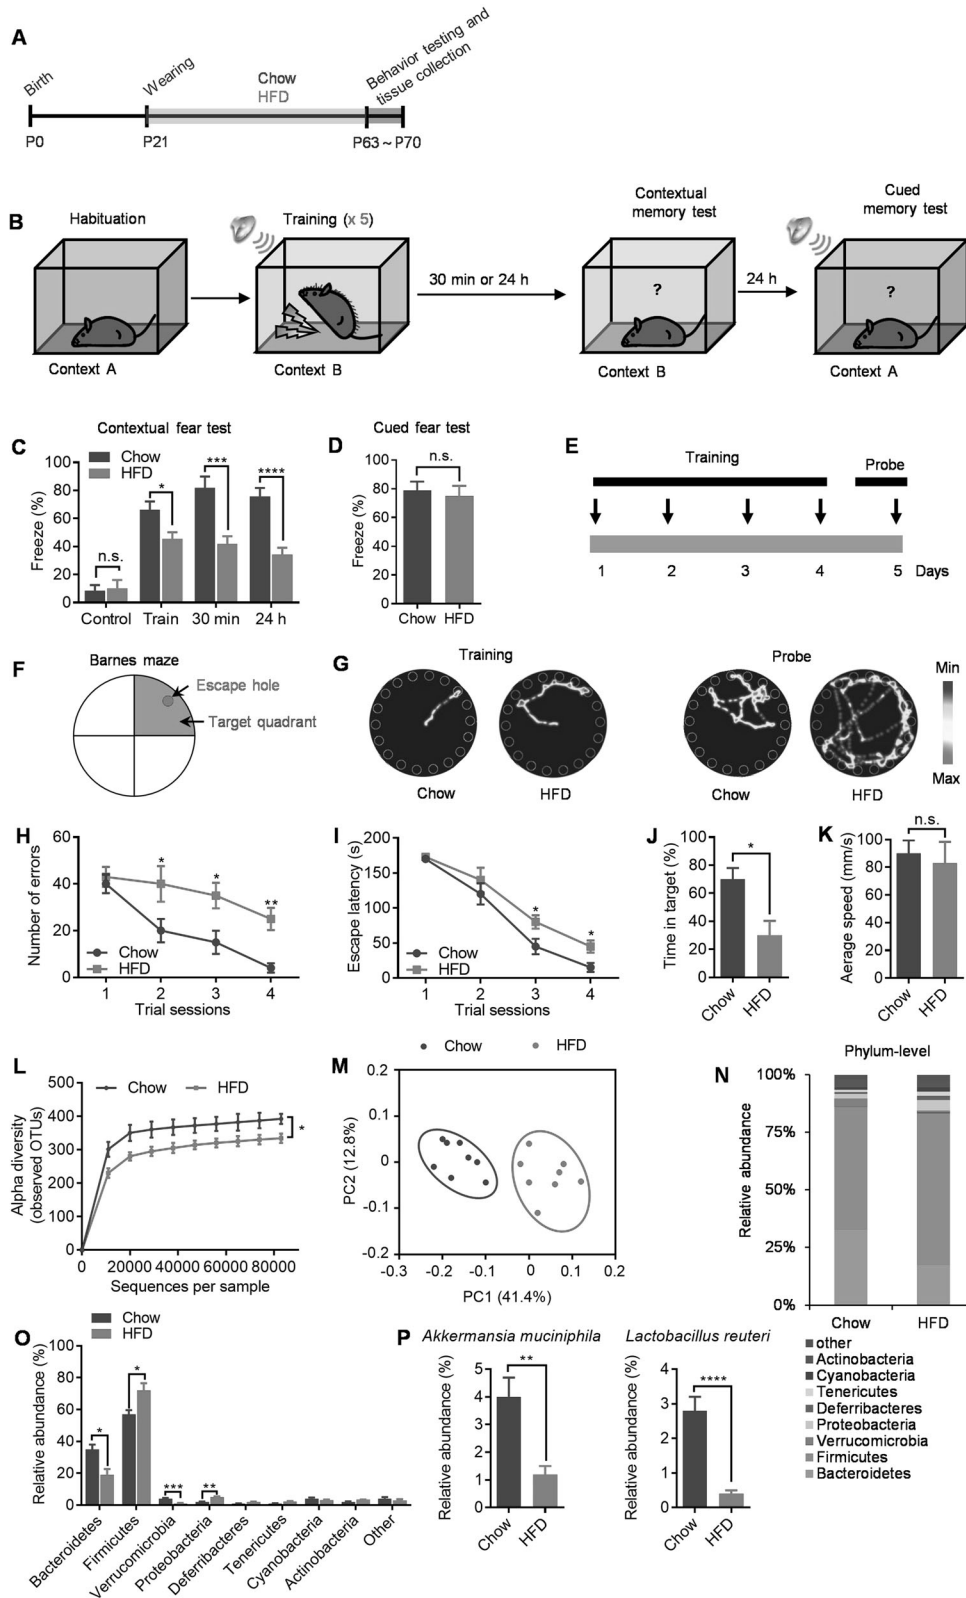 A
Birth
Wearing
Chow
HFD
Behavior testing and
tissue collection
P0
P21
P63 ~ P70
B
Habituation
Training (x 5)
Contextual
memory test
Cued
memory test
30 min or 24 h
24 h
?
?
Context A
Context B
Context B
Context A
C
Contextual fear test
Chow
HFD
Freeze (%)
100
80
60
40
20
0
n.s.
*
***
****
Control
Train
30 min
24 h
D
Cued fear test
Freeze (%)
100
80
60
40
20
0
n.s.
Chow
HFD
E
Training
Probe
1
2
3
4
5
Days
F
Barnes maze
Escape hole
Target quadrant
G
Training
Probe
Chow
HFD
Chow
HFD
Min
Max
H
Number of errors
60
40
20
0
*
*
**
Chow
HFD
1
2
3
4
Trial sessions
I
Escape latency (s)
200
150
100
50
0
*
*
Chow
HFD
1
2
3
4
Trial sessions
J
Time in target (%)
100
80
60
40
20
0
*
Chow
HFD
K
Aerage speed (mm/s)
100
80
60
40
20
0
n.s.
Chow
HFD
L
Chow
HFD
Alpha diversity
(observed OTUs)
500
400
300
200
100
0
*
0
20000
40000
60000
80000
Sequences per sample
M
Chow
HFD
PC2 (12.8%)
0.2
0.1
0
-0.1
-0.2
-0.3
-0.2
-0.1
0
0.1
0.2
PC1 (41.4%)
N
Phylum-level
Relative abundance
100%
75%
50%
25%
0%
Chow
HFD
other
Actinobacteria
Cyanobacteria
Tenericutes
Deferribacteres
Proteobacteria
Verrucomicrobia
Firmicutes
Bacteroidetes
O
Chow
HFD
Relative abundance (%)
100
80
60
40
20
0
*
*
***
**
Bacteroidetes
Firmicutes
Verrucomicrobia
Proteobacteria
Deferribacteres
Tenericutes
Cyanobacteria
Actinobacteria
Other
P
Akkermansia muciniphila
Relative abundance (%)
5
4
3
2
1
0
**
Chow
HFD
Lactobacillus reuteri
Relative abundance (%)
4
3
2
1
0
****
Chow
HFD